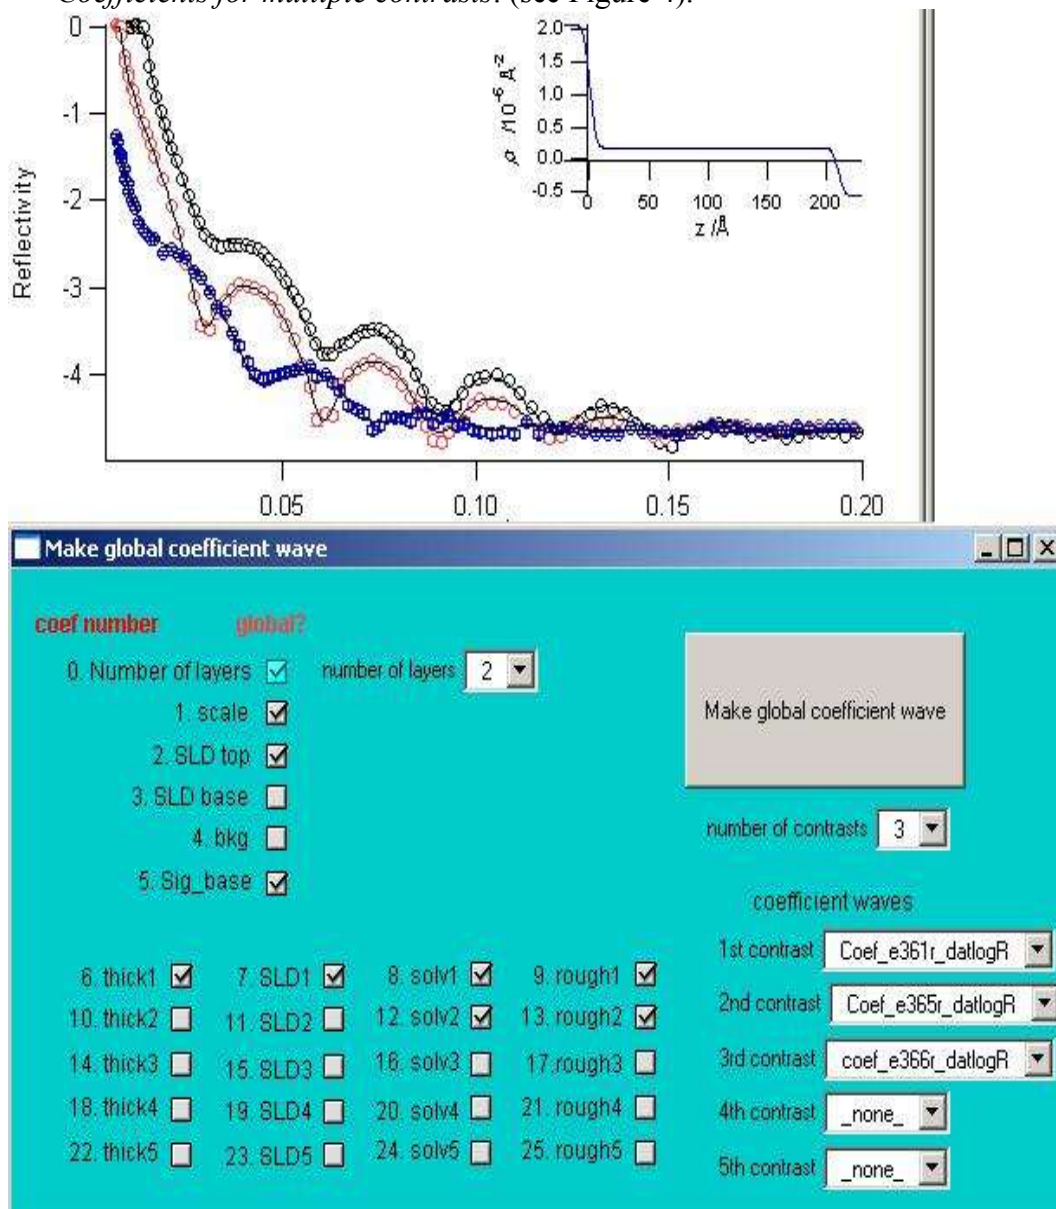 Coefficients for multiple contrasts. (see Figure 4).
0
-1
-2
-3
-4
Reflectivity
0.05
0.10
0.15
0.20
2.0
1.5
1.0
0.5
0.0
-0.5
ρ /10⁻⁶ Å⁻²
0
50
100
150
200
z /Å
Make global coefficient wave
coef number global?
0. Number of layers number of layers 2
1. scale
2. SLD top
3. SLD base
4. bkg
5. Sig_base
Make global coefficient wave
number of contrasts 3
coefficient waves
1st contrast Coef_e361r_datlogR
2nd contrast Coef_e365r_datlogR
3rd contrast coef_e366r_datlogR
4th contrast _none_
5th contrast _none_
6. thick1 7. SLD1 8. solv1 9. rough1
10. thick2 11. SLD2 12. solv2 13. rough2
14. thick3 15. SLD3 16. solv3 17.rough3
18. thick4 19. SLD4 20. solv4 21. rough4
22. thick5 23. SLD5 24. solv5 25. rough5